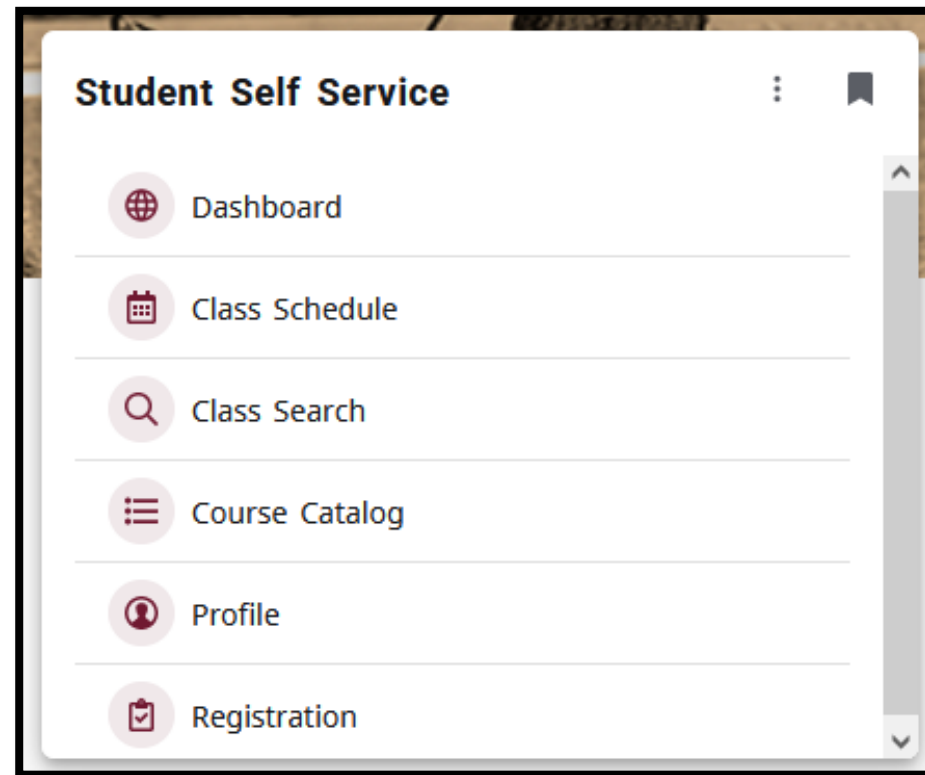 Student Self Service
Dashboard
Class Schedule
Class Search
Course Catalog
Profile
Registration